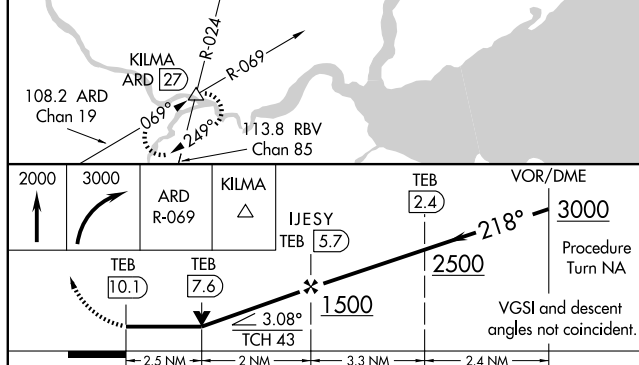 KILMA
ARD 27
R-024
R-069
108.2 ARD
Chan 19
069°
249°
113.8 RBV
Chan 85
2000
3000
ARD
R-069
KILMA
TEB
10.1
TEB
7.6
IJESY
TEB 5.7
TEB
2.4
VOR/DME
218°
3000
2500
1500
Procedure
Turn NA
3.08°
TCH 43
VGSI and descent
angles not coincident.
2.5 NM
2 NM
3.3 NM
2.4 NM